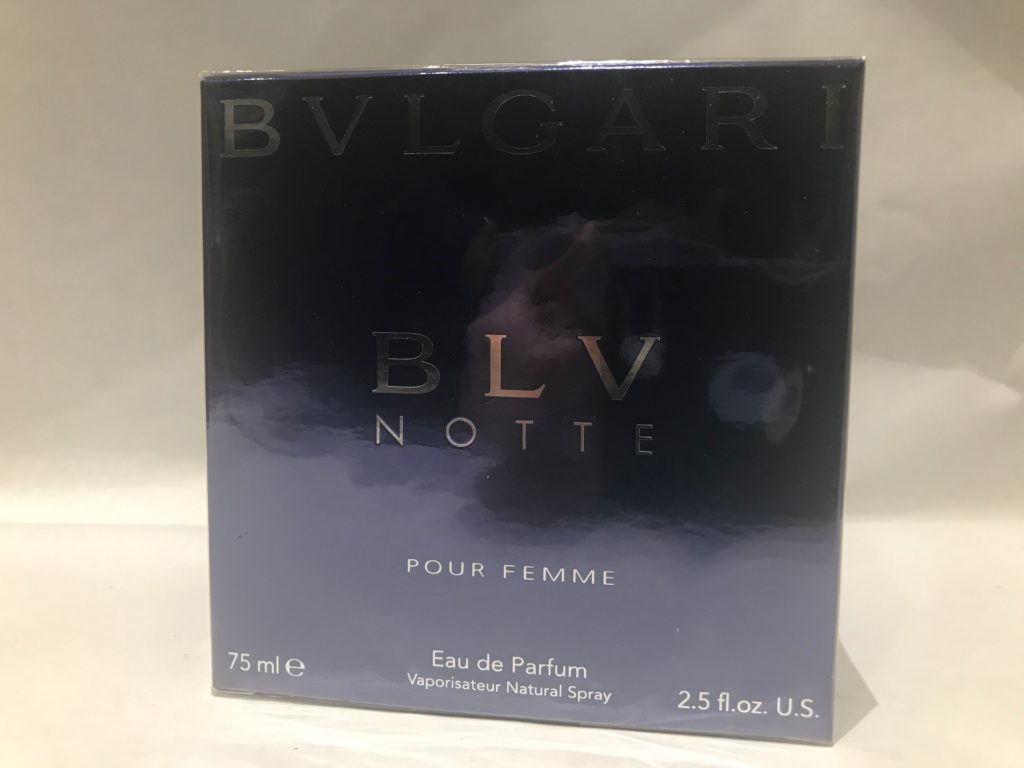 BVLGARI
BLV
NOTTE
POUR FEMME
Eau de Parfum
Vaporisateur Natural Spray
75 ml ℮
2.5 fl.oz. U.S.